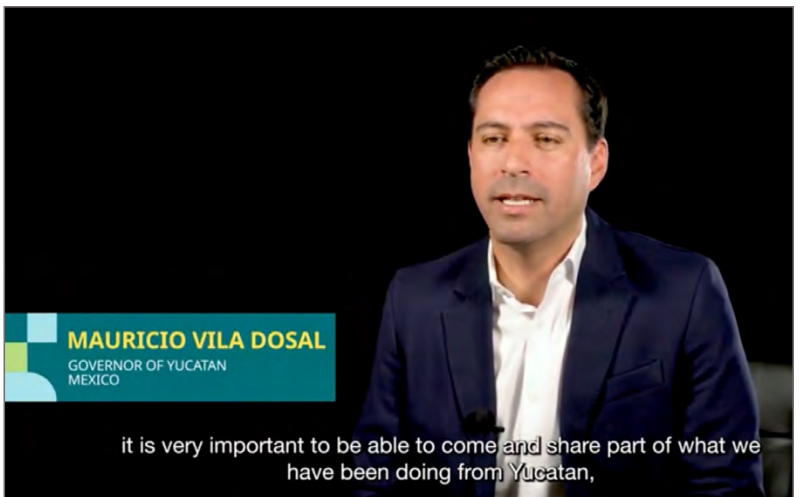 MAURICIO VILA DOSAL
GOVERNOR OF YUCATAN
MEXICO
it is very important to be able to come and share part of what we
have been doing from Yucatan,